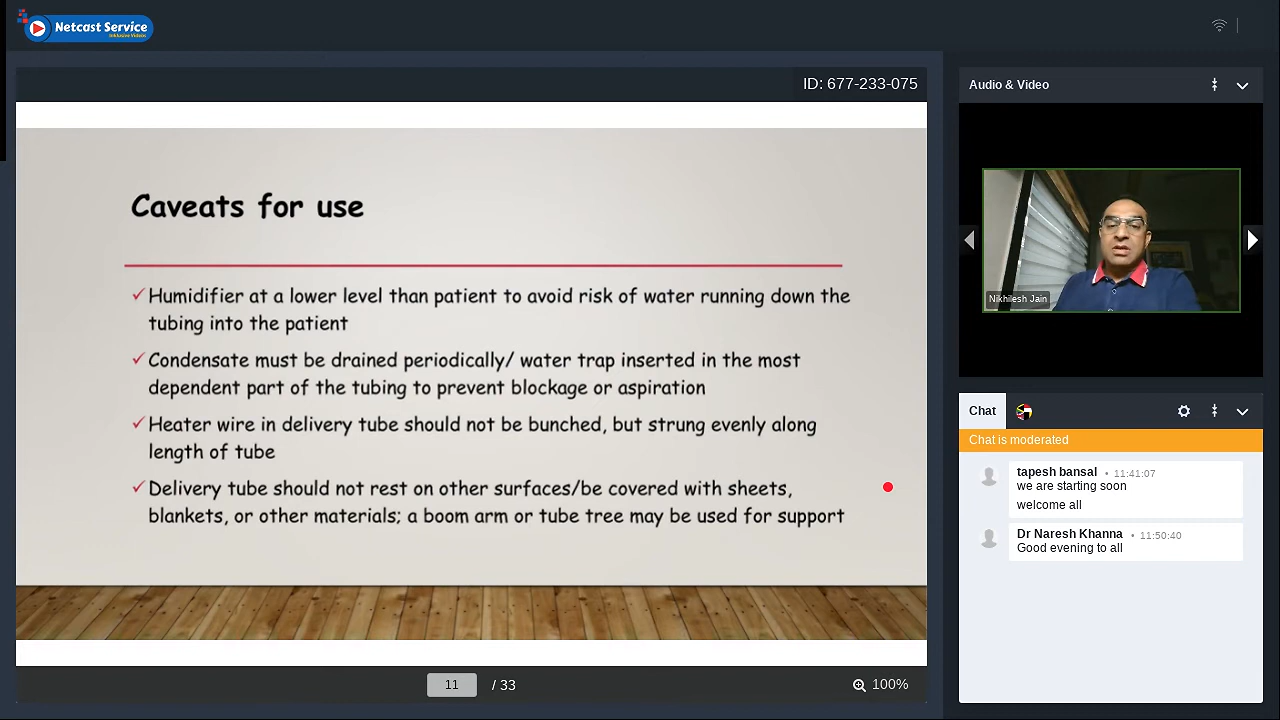 Netcast Service
Inklusive Videos
ID: 677-233-075
Caveats for use
✓Humidifier at a lower level than patient to avoid risk of water running down the
tubing into the patient
✓Condensate must be drained periodically/ water trap inserted in the most
dependent part of the tubing to prevent blockage or aspiration
✓Heater wire in delivery tube should not be bunched, but strung evenly along
length of tube
✓Delivery tube should not rest on other surfaces/be covered with sheets,
blankets, or other materials; a boom arm or tube tree may be used for support
11 / 33
100%
Audio & Video
Nikhilesh Jain
Chat
Chat is moderated
tapesh bansal • 11:41:07
we are starting soon
welcome all
Dr Naresh Khanna • 11:50:40
Good evening to all